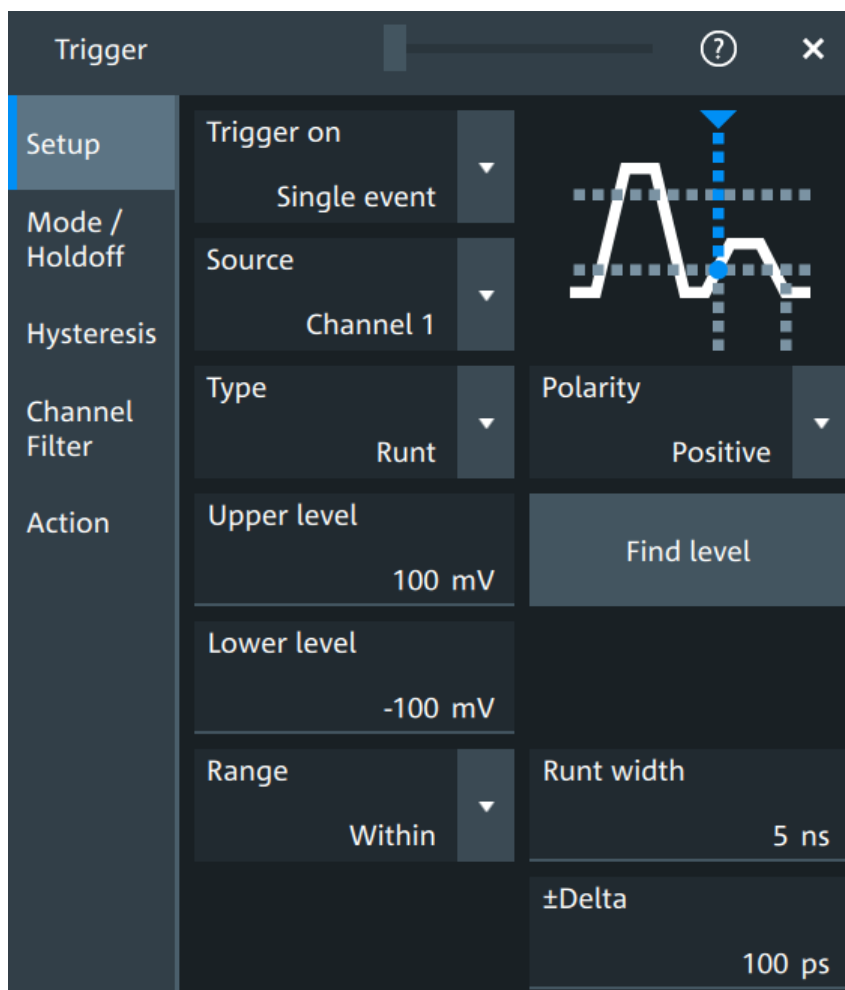 Trigger
?
×
Setup
Mode /
Holdoff
Hysteresis
Channel
Filter
Action
Trigger on
Single event
Source
Channel 1
Type
Runt
Polarity
Positive
Upper level
100 mV
Find level
Lower level
-100 mV
Range
Within
Runt width
5 ns
±Delta
100 ps